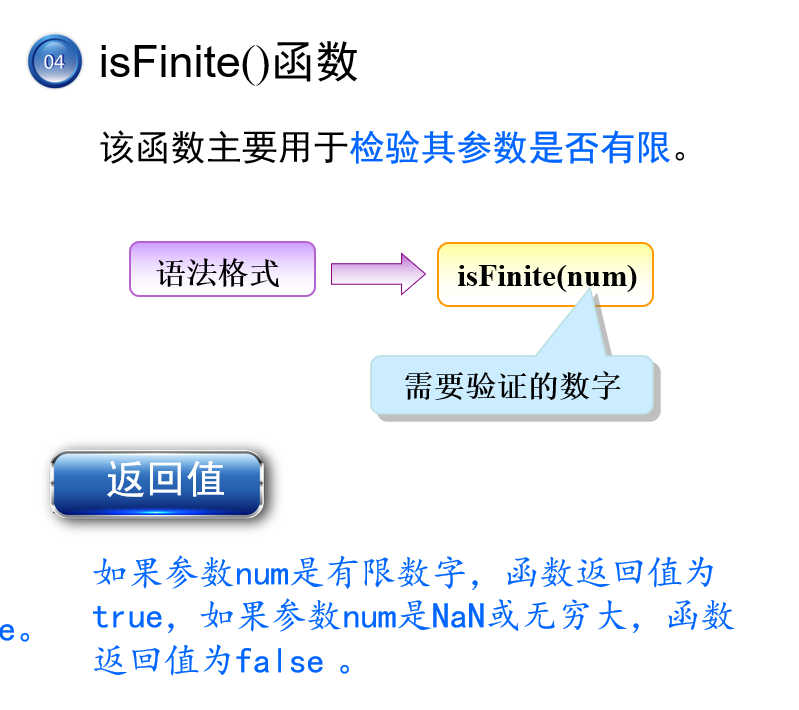 04
isFinite()函数
该函数主要用于检验其参数是否有限。
语法格式
isFinite(num)
需要验证的数字
返回值
如果参数num是有限数字，函数返回值为
true，如果参数num是NaN或无穷大，函数
返回值为false 。
e。